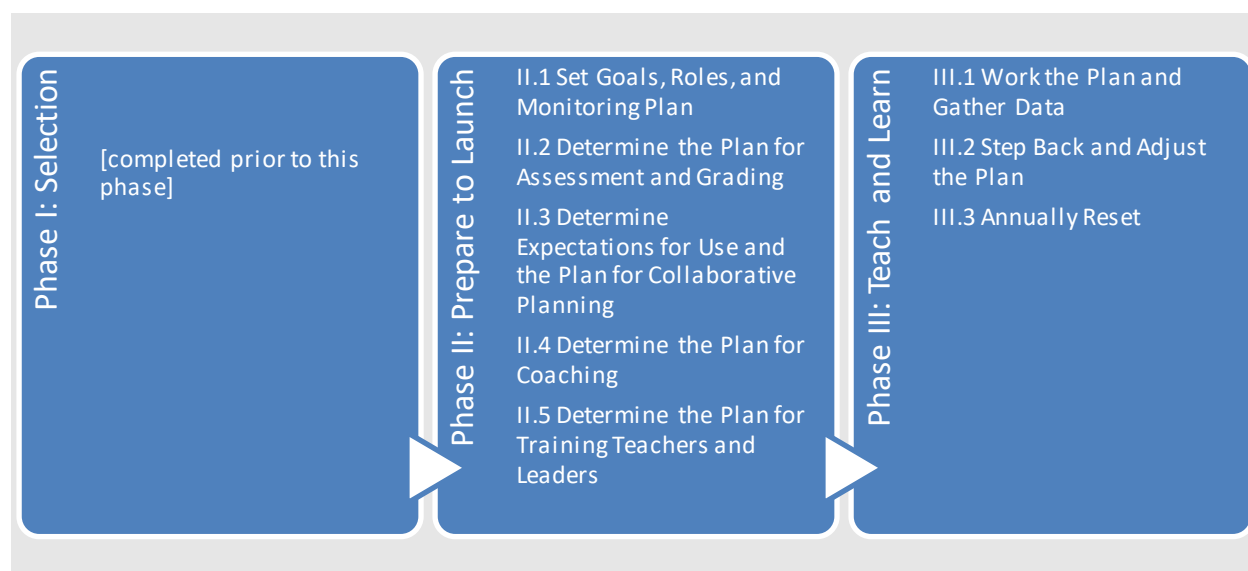 Phase I: Selection
[completed prior to this
phase]
Phase II: Prepare to Launch
II.1 Set Goals, Roles, and
Monitoring Plan
II.2 Determine the Plan for
Assessment and Grading
II.3 Determine
Expectations for Use and
the Plan for Collaborative
Planning
II.4 Determine the Plan for
Coaching
II.5 Determine the Plan for
Training Teachers and
Leaders
Phase III: Teach and Learn
III.1 Work the Plan and
Gather Data
III.2 Step Back and Adjust
the Plan
III.3 Annually Reset